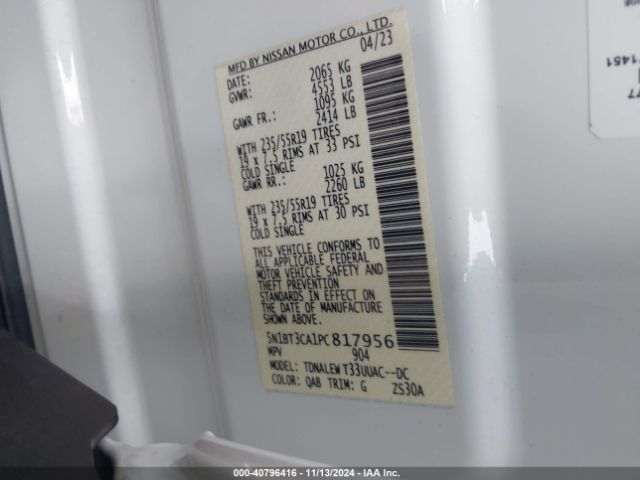 MFD BY NISSAN MOTOR CO., LTD.
DATE: 04/23
GVWR: 2065 KG
4553 LB
GAWR FR.: 1095 KG
2414 LB
WITH 235/55R19 TIRES
19 x 7.5 RIMS AT 33 PSI
COLD SINGLE
GAWR RR.: 1025 KG
2260 LB
WITH 235/55R19 TIRES
19 x 7.5 RIMS AT 30 PSI
COLD SINGLE
THIS VEHICLE CONFORMS TO
ALL APPLICABLE FEDERAL
MOTOR VEHICLE SAFETY AND
THEFT PREVENTION
STANDARDS IN EFFECT ON
THE DATE OF MANUFACTURE
SHOWN ABOVE.
5N1BT3CA1PC817956
MPV 904
MODEL: TDNALEW T33UUAC--DC
COLOR: QAB TRIM: G ZS30A
000-40796416 - 11/13/2024 - IAA Inc.